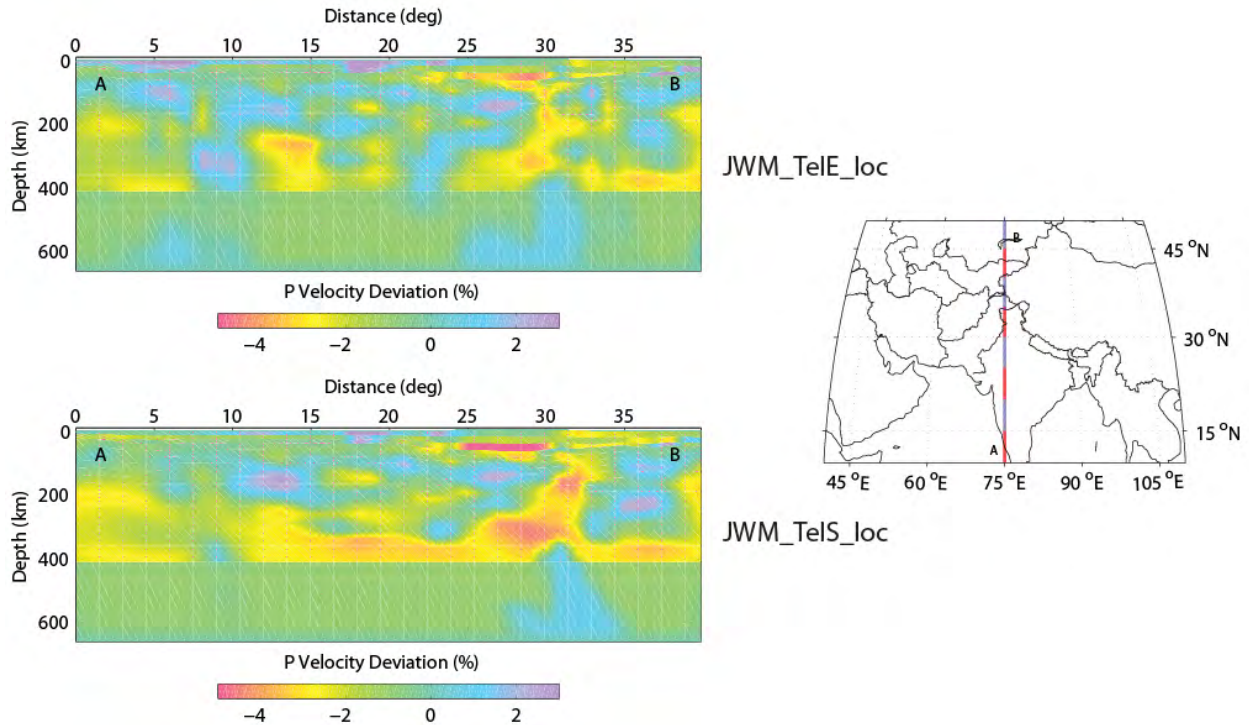 Distance (deg)
0 5 10 15 20 25 30 35
0
200
400
600
Depth (km)
A B
P Velocity Deviation (%)
−4 −2 0 2
JWM_TelE_loc
Distance (deg)
0 5 10 15 20 25 30 35
0
200
400
600
Depth (km)
A B
P Velocity Deviation (%)
−4 −2 0 2
JWM_TelS_loc
B
A
45 °N
30 °N
15 °N
45 °E 60 °E 75 °E 90 °E 105 °E